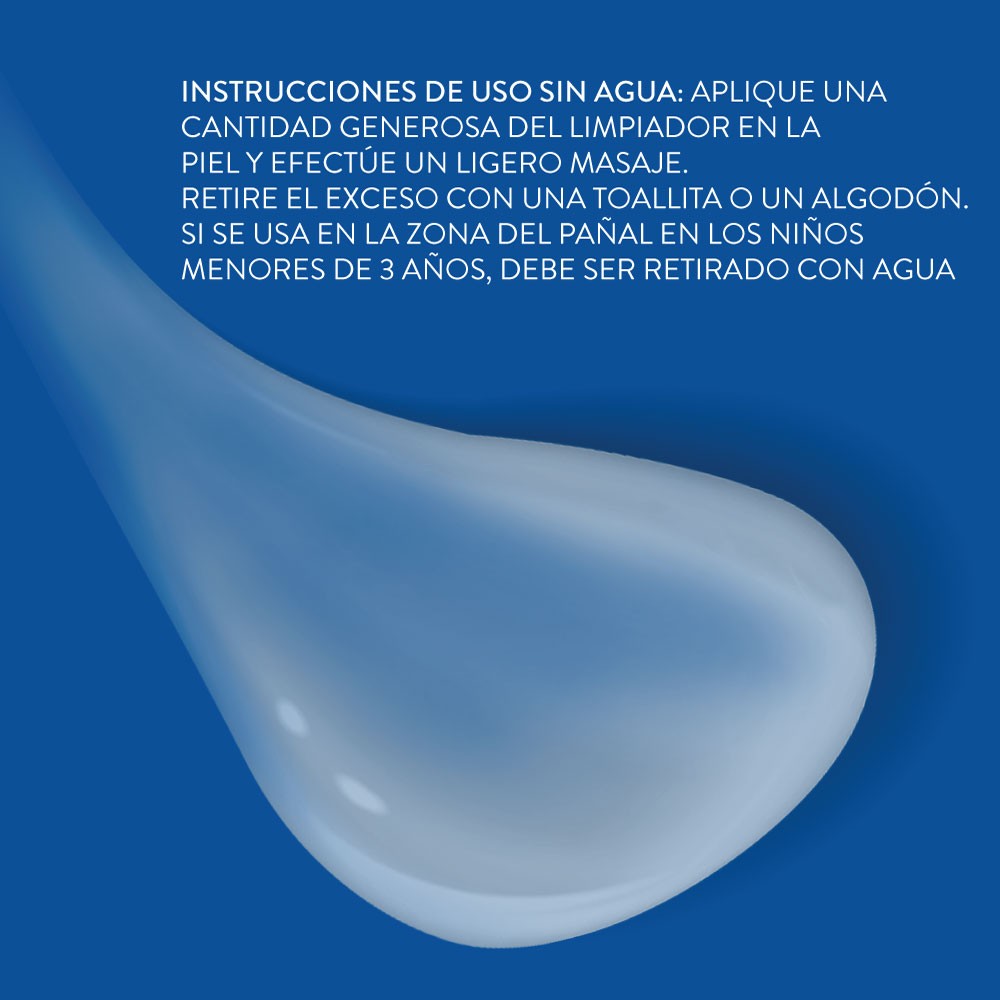 INSTRUCCIONES DE USO SIN AGUA: APLIQUE UNA
CANTIDAD GENEROSA DEL LIMPIADOR EN LA
PIEL Y EFECTÚE UN LIGERO MASAJE.
RETIRE EL EXCESO CON UNA TOALLITA O UN ALGODÓN.
SI SE USA EN LA ZONA DEL PAÑAL EN LOS NIÑOS
MENORES DE 3 AÑOS, DEBE SER RETIRADO CON AGUA